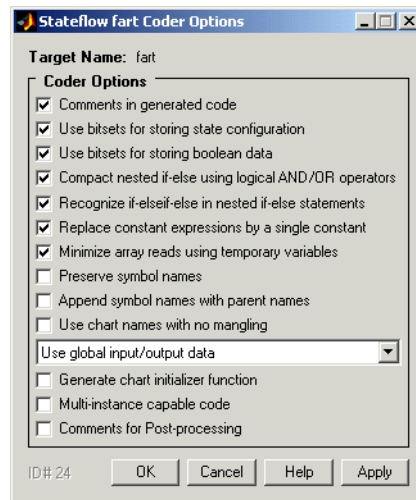 Stateflow fart Coder Options
Target Name: fart
Coder Options
Comments in generated code
Use bitsets for storing state configuration
Use bitsets for storing boolean data
Compact nested if-else using logical AND/OR operators
Recognize if-elseif-else in nested if-else statements
Replace constant expressions by a single constant
Minimize array reads using temporary variables
Preserve symbol names
Append symbol names with parent names
Use chart names with no mangling
Use global input/output data
Generate chart initializer function
Multi-instance capable code
Comments for Post-processing
ID# 24 OK Cancel Help Apply